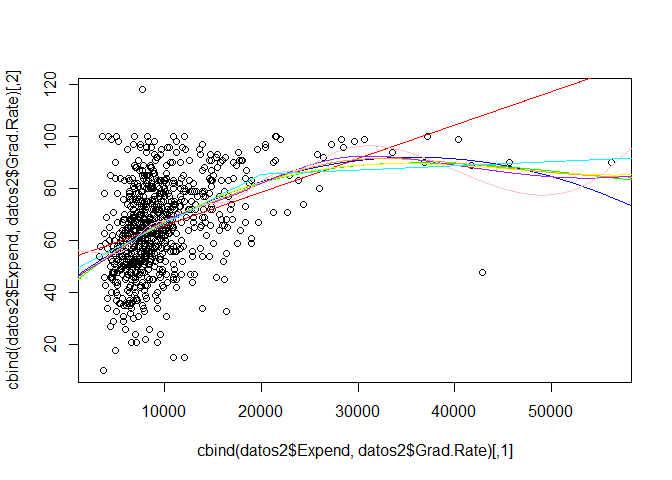 120
100
80
60
40
20
cbind(datos2$Expend, datos2$Grad.Rate)[,2]
10000 20000 30000 40000 50000
cbind(datos2$Expend, datos2$Grad.Rate)[,1]